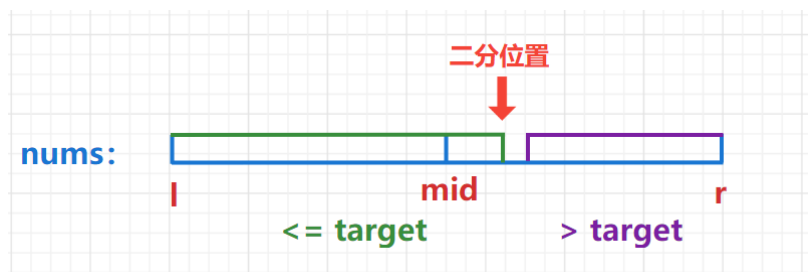 二分位置
nums:
l
mid
r
<= target
> target